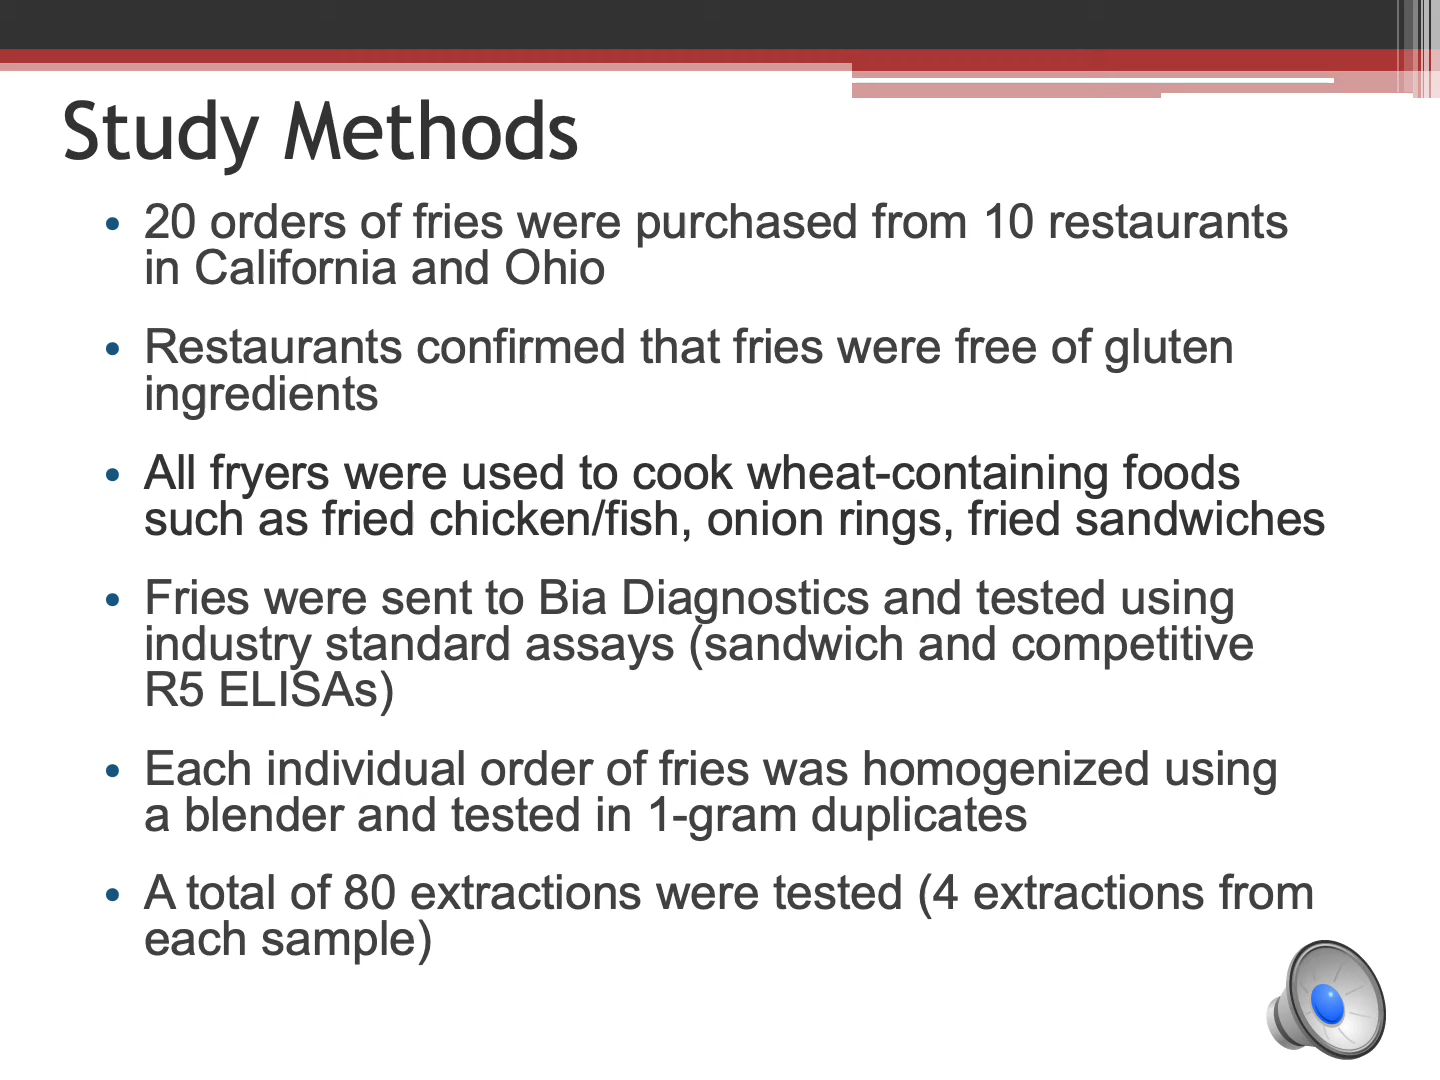 Study Methods
• 20 orders of fries were purchased from 10 restaurants
in California and Ohio
• Restaurants confirmed that fries were free of gluten
ingredients
• All fryers were used to cook wheat-containing foods
such as fried chicken/fish, onion rings, fried sandwiches
• Fries were sent to Bia Diagnostics and tested using
industry standard assays (sandwich and competitive
R5 ELISAs)
• Each individual order of fries was homogenized using
a blender and tested in 1-gram duplicates
• A total of 80 extractions were tested (4 extractions from
each sample)